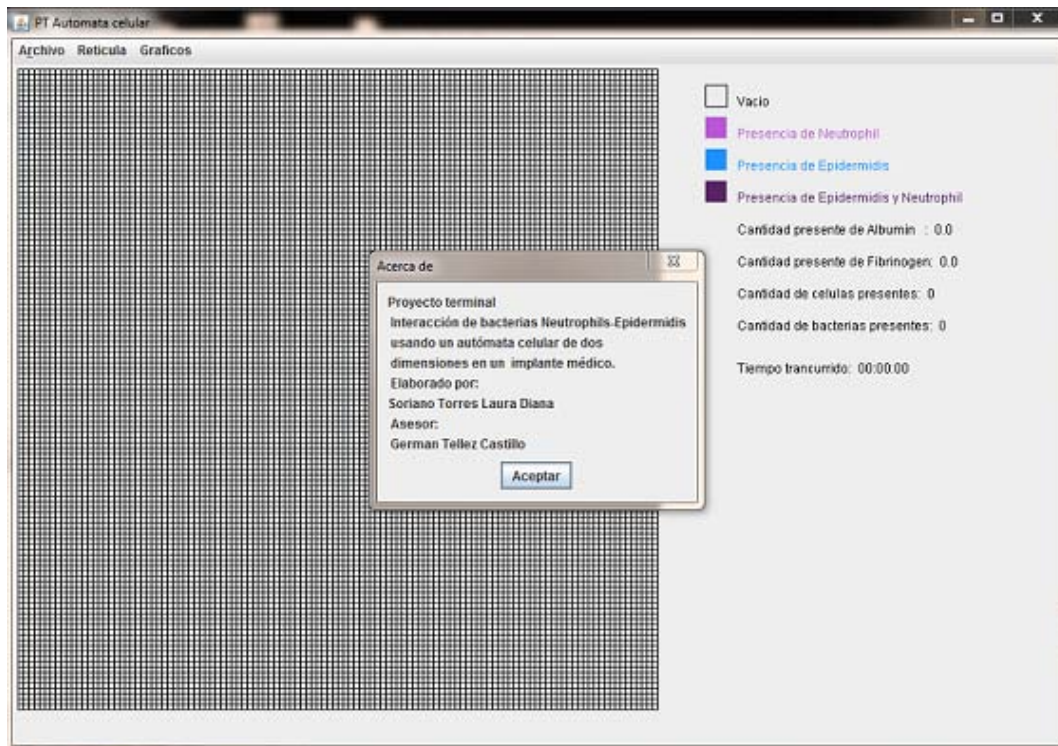 PT Automata celular
Archivo Reticula Graficos
Vacio
Presencia de Neutrophil
Presencia de Epidermidis
Presencia de Epidermidis y Neutrophil
Cantidad presente de Albumin : 0.0
Cantidad presente de Fibrinogen: 0.0
Cantidad de celulas presentes: 0
Cantidad de bacterias presentes: 0
Tiempo trancurrido: 00:00:00
Acerca de
Proyecto terminal
Interacción de bacterias Neutrophils-Epidermidis
usando un autómata celular de dos
dimensiones en un implante médico.
Elaborado por:
Soriano Torres Laura Diana
Asesor:
German Tellez Castillo
Aceptar